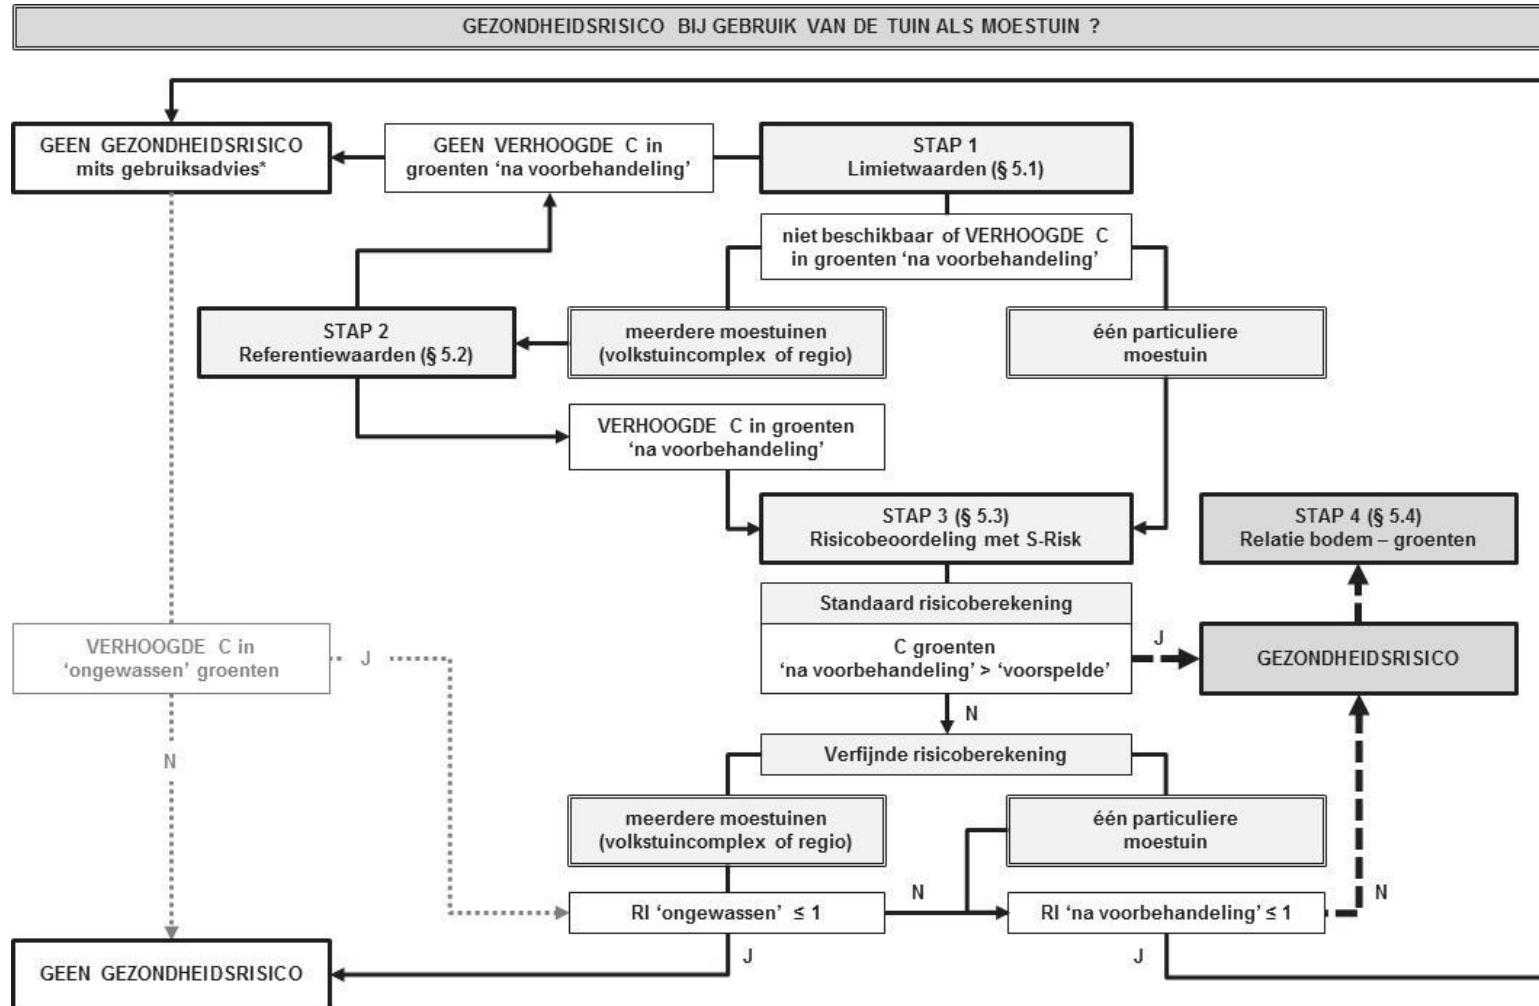 GEZONDHEIDSRISICO BIJ GEBRUIK VAN DE TUIN ALS MOESTUIN ?
GEEN GEZONDHEIDSRISICO
mits gebruiksadvies*
GEEN VERHOOGDE C in
groenten ‘na voorbehandeling’
STAP 1
Limietwaarden (§ 5.1)
niet beschikbaar of VERHOOGDE C
in groenten ‘na voorbehandeling’
STAP 2
Referentiewaarden (§ 5.2)
meerdere moestuinen
(volkstuincomplex of regio)
één particuliere
moestuin
VERHOOGDE C in groenten
‘na voorbehandeling’
STAP 3 (§ 5.3)
Risicobeoordeling met S-Risk
STAP 4 (§ 5.4)
Relatie bodem – groenten
Standaard risicoberekening
VERHOOGDE C in
‘ongewassen’ groenten
J
C groenten
‘na voorbehandeling’ > ‘voorspelde’
J
GEZONDHEIDSRISICO
N
N
Verfijnde risicoberekening
meerdere moestuinen
(volkstuincomplex of regio)
één particuliere
moestuin
RI ‘ongewassen’ ≤ 1
N
RI ‘na voorbehandeling’ ≤ 1
N
J
J
GEEN GEZONDHEIDSRISICO